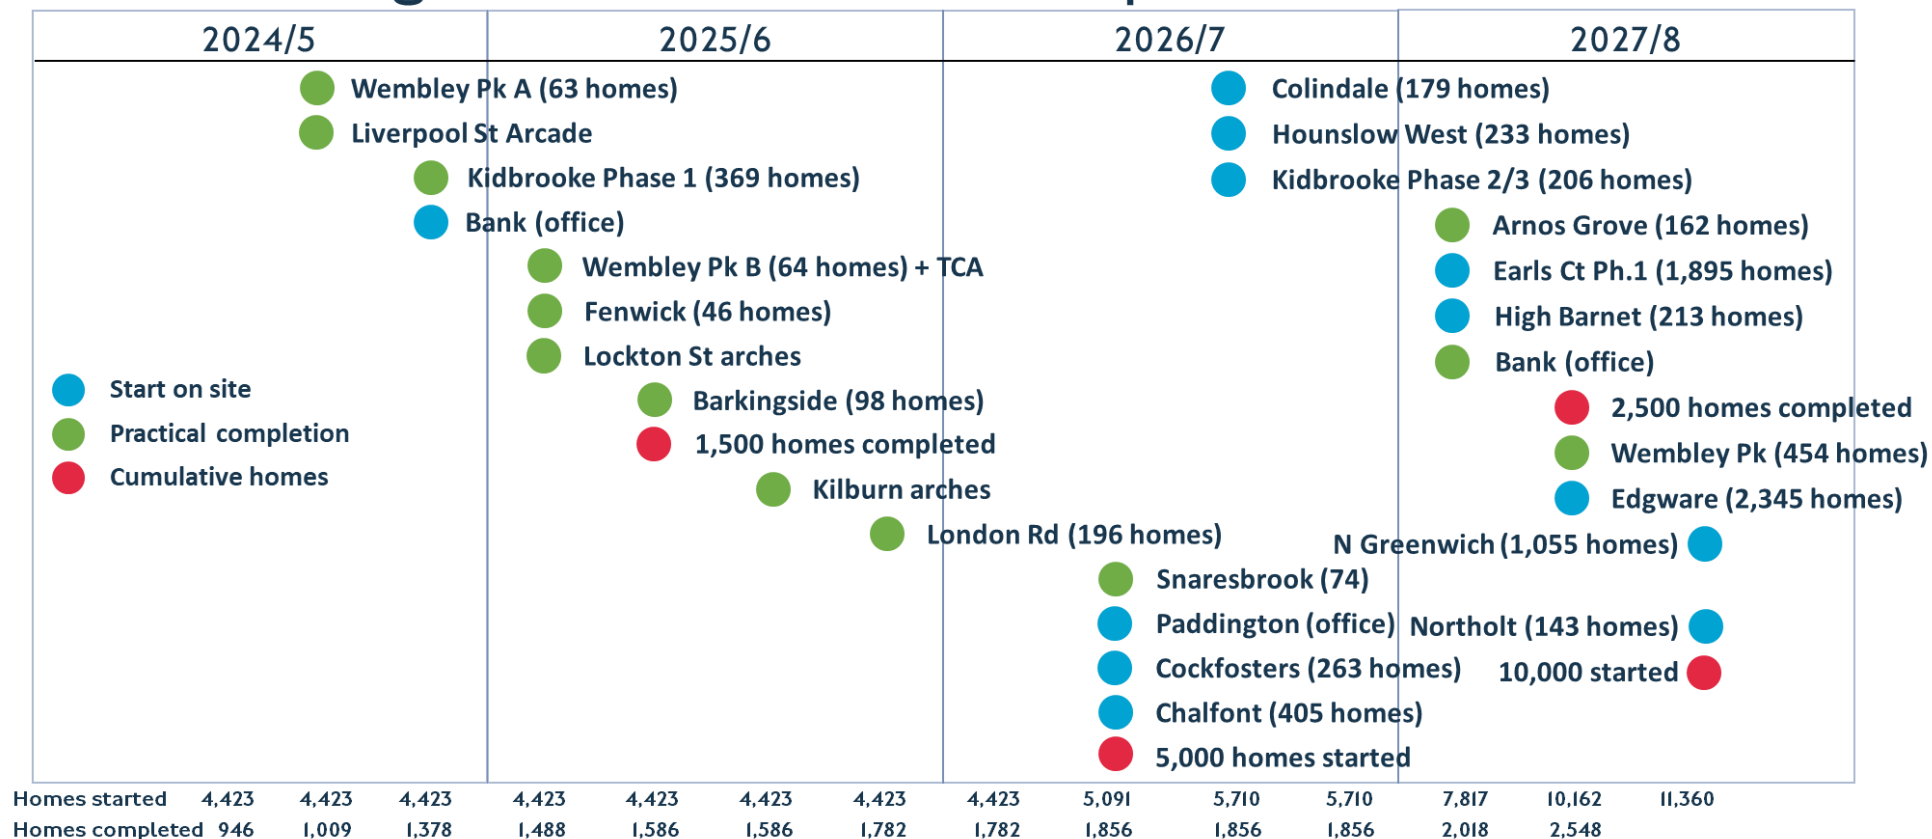 2024/5 2025/6 2026/7 2027/8
Wembley Pk A (63 homes)
Liverpool St Arcade
Kidbrooke Phase 1 (369 homes)
Bank (office)
Wembley Pk B (64 homes) + TCA
Fenwick (46 homes)
Lockton St arches
Barkingside (98 homes)
1,500 homes completed
Kilburn arches
London Rd (196 homes)
Snaresbrook (74)
Paddington (office)
Cockfosters (263 homes)
Chalfont (405 homes)
5,000 homes started
Colindale (179 homes)
Hounslow West (233 homes)
Kidbrooke Phase 2/3 (206 homes)
Arnos Grove (162 homes)
Earls Ct Ph.1 (1,895 homes)
High Barnet (213 homes)
Bank (office)
2,500 homes completed
Wembley Pk (454 homes)
Edgware (2,345 homes)
N Greenwich (1,055 homes)
Northolt (143 homes)
10,000 started
Start on site
Practical completion
Cumulative homes
Homes started 4,423 4,423 4,423 4,423 4,423 4,423 4,423 4,423 5,091 5,710 5,710 7,817 10,162 11,360
Homes completed 946 1,009 1,378 1,488 1,586 1,586 1,782 1,782 1,856 1,856 1,856 2,018 2,548